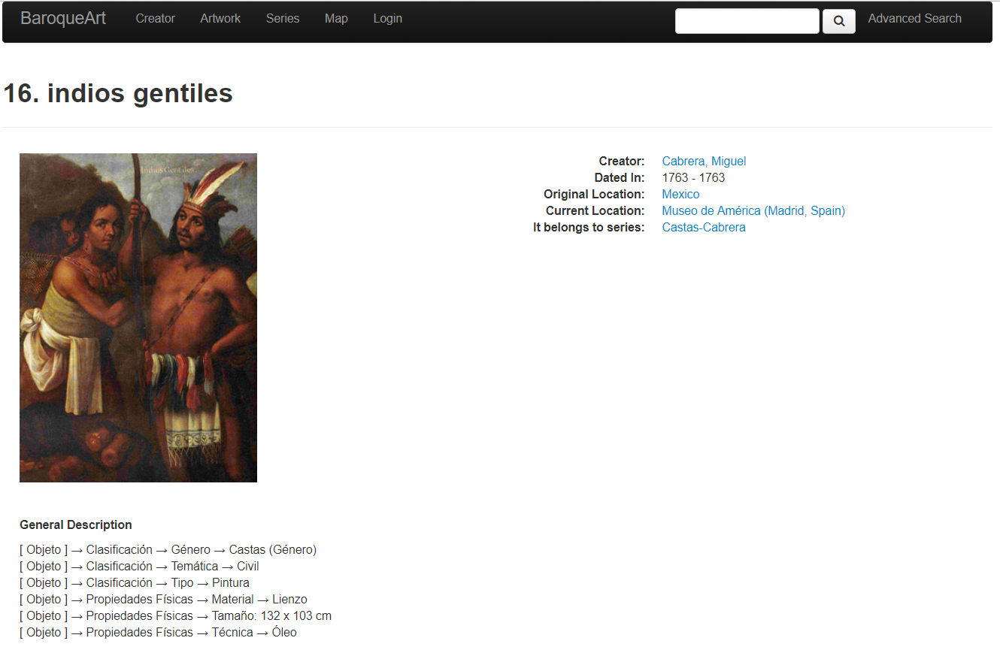 BaroqueArt Creator Artwork Series Map Login Advanced Search
16. indios gentiles
Indios Gentiles.
Creator: Cabrera, Miguel
Dated In: 1763 - 1763
Original Location: Mexico
Current Location: Museo de América (Madrid, Spain)
It belongs to series: Castas-Cabrera
General Description
[ Objeto ] → Clasificación → Género → Castas (Género)
[ Objeto ] → Clasificación → Temática → Civil
[ Objeto ] → Clasificación → Tipo → Pintura
[ Objeto ] → Propiedades Físicas → Material → Lienzo
[ Objeto ] → Propiedades Físicas → Tamaño: 132 x 103 cm
[ Objeto ] → Propiedades Físicas → Técnica → Óleo